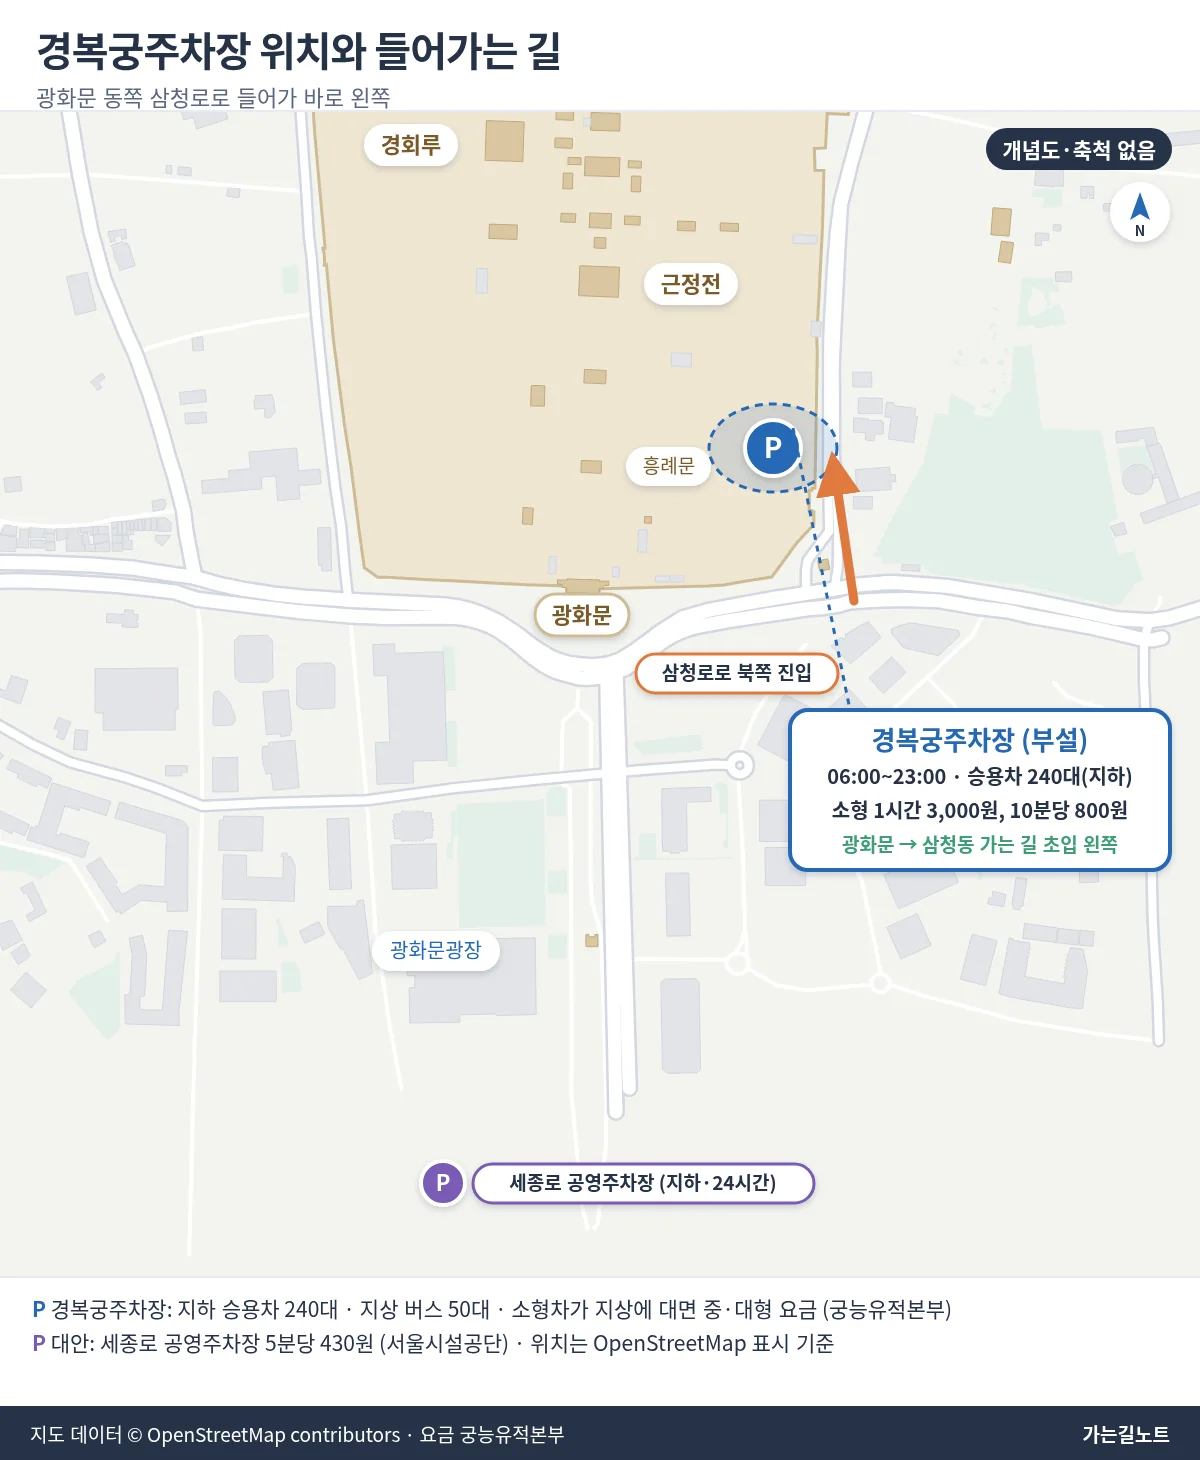 경복궁주차장 위치와 들어가는 길
광화문 동쪽 삼청로로 들어가 바로 왼쪽
경회루
개념도·축척 없음
N
근정전
P
흥례문
광화문
삼청로로 북쪽 진입
경복궁주차장 (부설)
06:00~23:00 · 승용차 240대(지하)
소형 1시간 3,000원, 10분당 800원
광화문 → 삼청동 가는 길 초입 왼쪽
광화문광장
P 세종로 공영주차장 (지하·24시간)
P 경복궁주차장: 지하 승용차 240대 · 지상 버스 50대 · 소형차가 지상에 대면 중·대형 요금 (궁능유적본부)
P 대안: 세종로 공영주차장 5분당 430원 (서울시설공단) · 위치는 OpenStreetMap 표시 기준
지도 데이터 © OpenStreetMap contributors · 요금 궁능유적본부
가는길노트